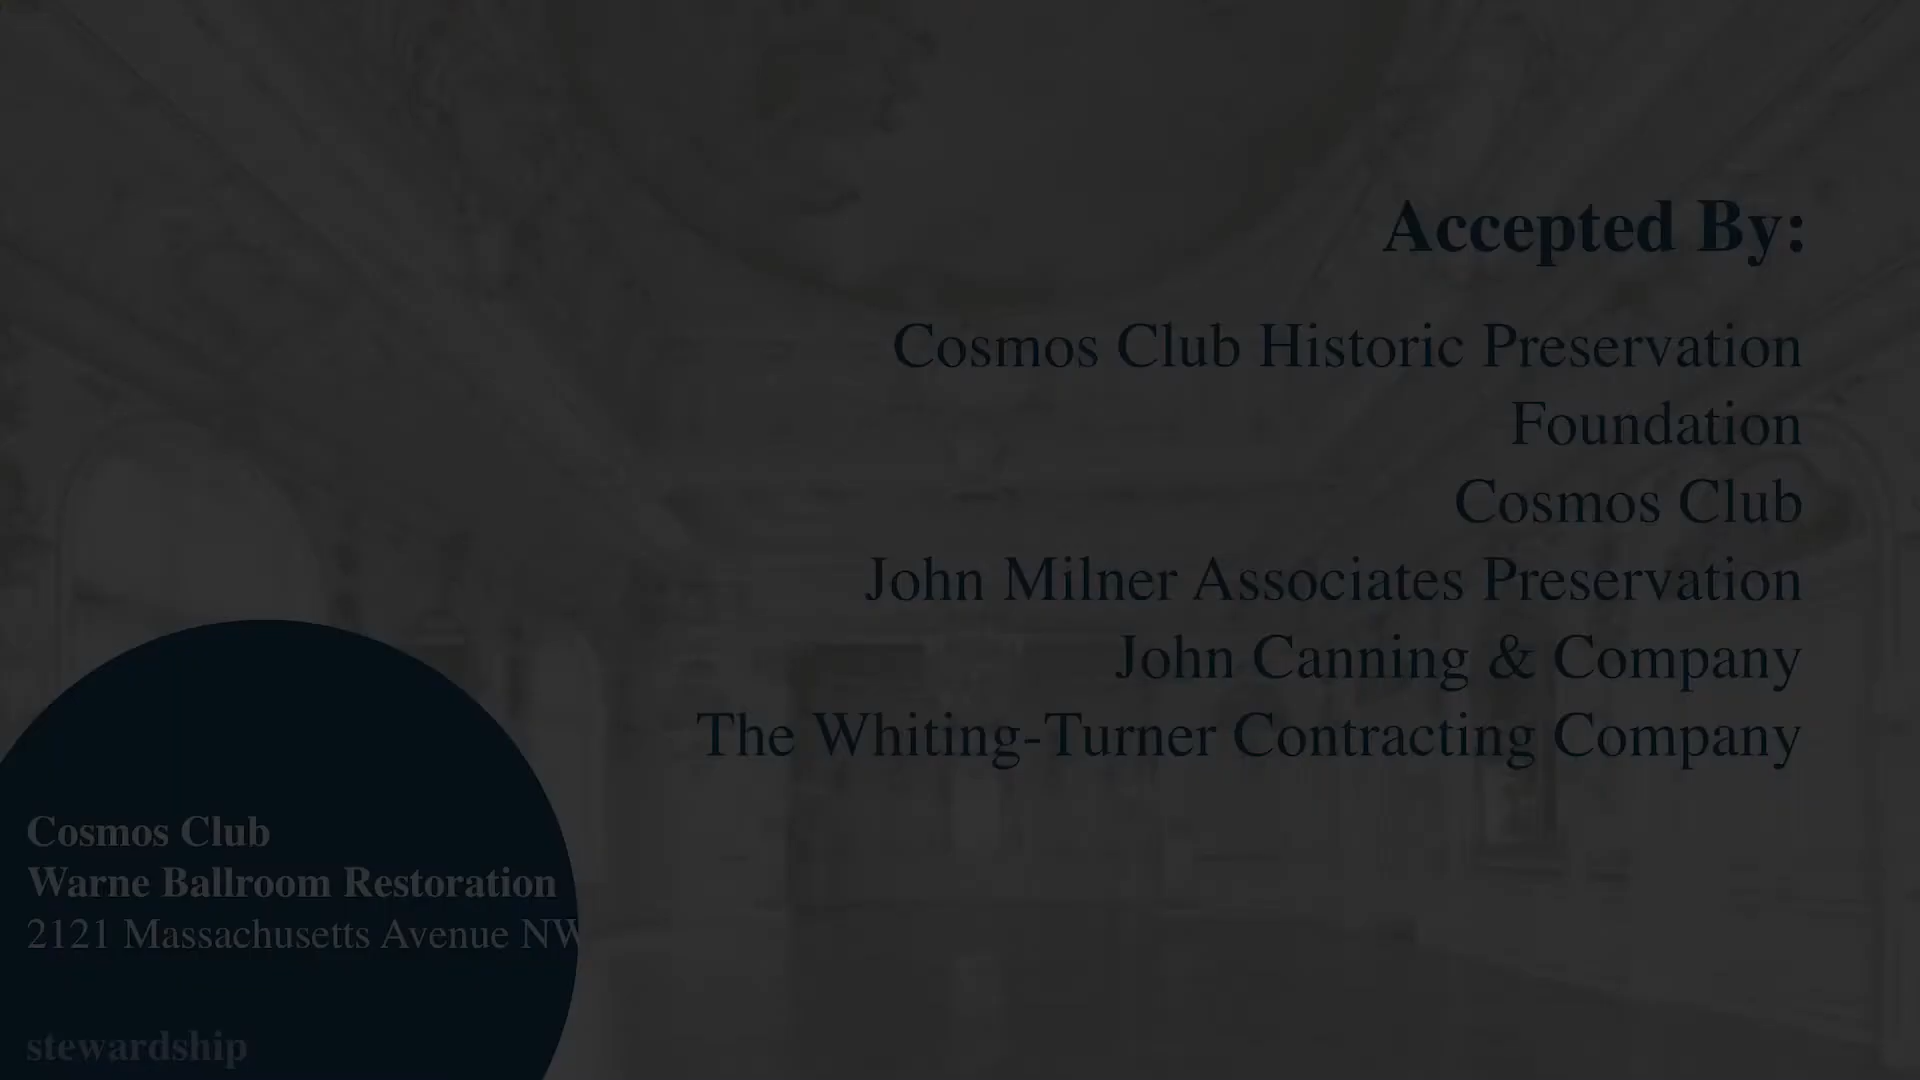 Accepted By:
Cosmos Club Historic Preservation
Foundation
Cosmos Club
John Milner Associates Preservation
John Canning & Company
The Whiting-Turner Contracting Company
Cosmos Club
Warne Ballroom Restoration
2121 Massachusetts Avenue NW
stewardship